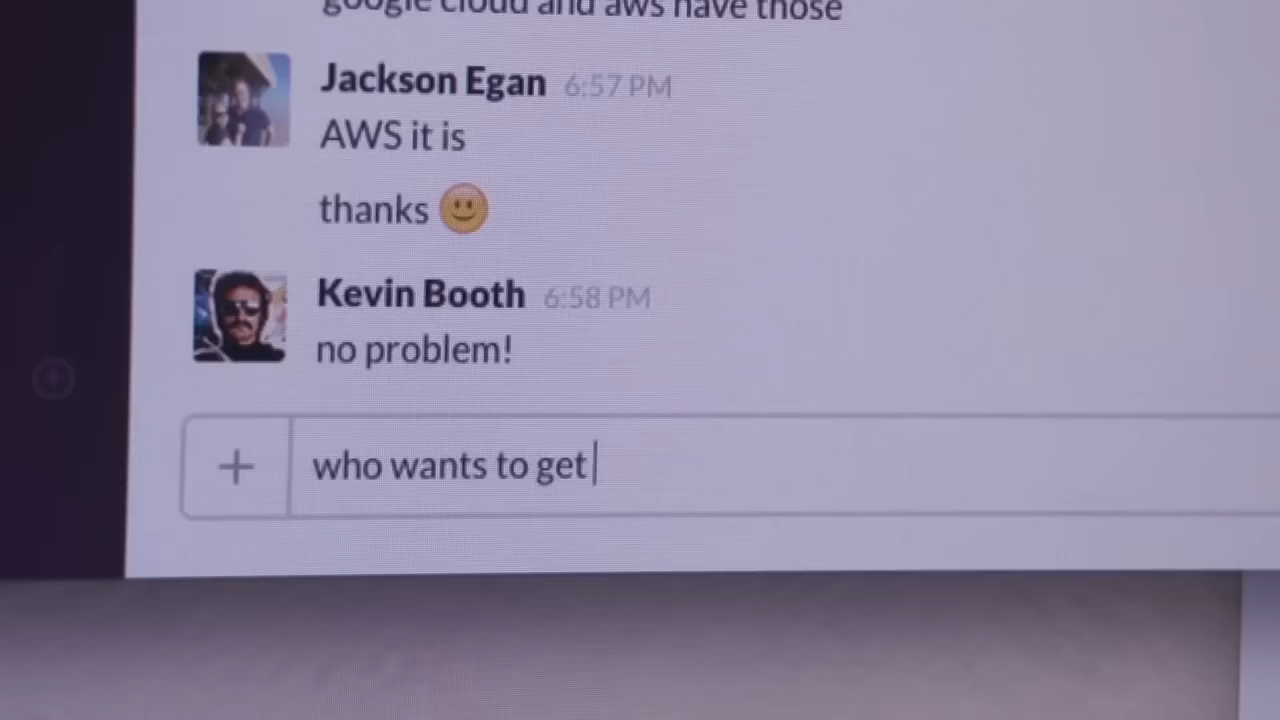 google cloud and aws have those
Jackson Egan 6:57 PM
AWS it is
thanks
Kevin Booth 6:58 PM
no problem!
who wants to get